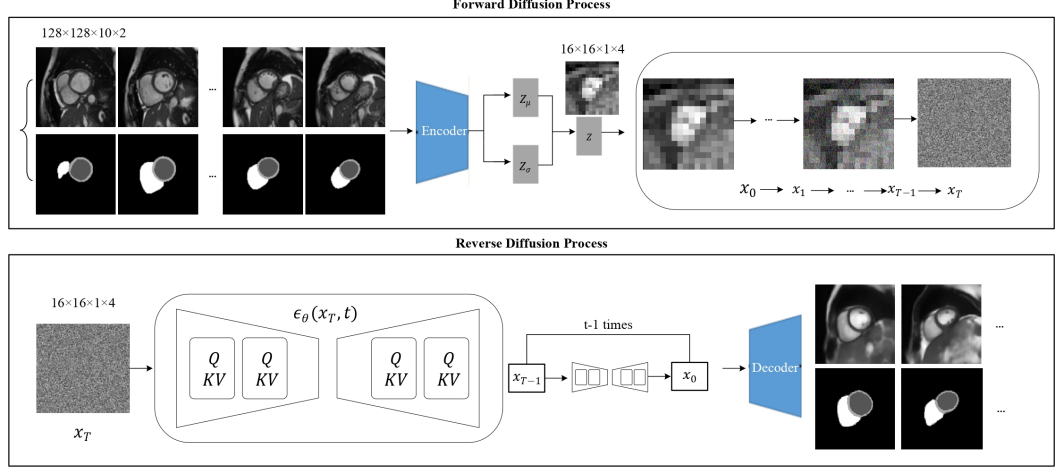 Forward Diffusion Process
128×128×10×2
...
...
Encoder
Z_μ
Z_σ
16×16×1×4
z
...
x_0 → x_1 → ... → x_{T−1} → x_T
Reverse Diffusion Process
16×16×1×4
x_T
ϵ_θ(x_T, t)
Q Q Q Q
KV KV KV KV
t-1 times
x_{T−1}
x_0
Decoder
...
...